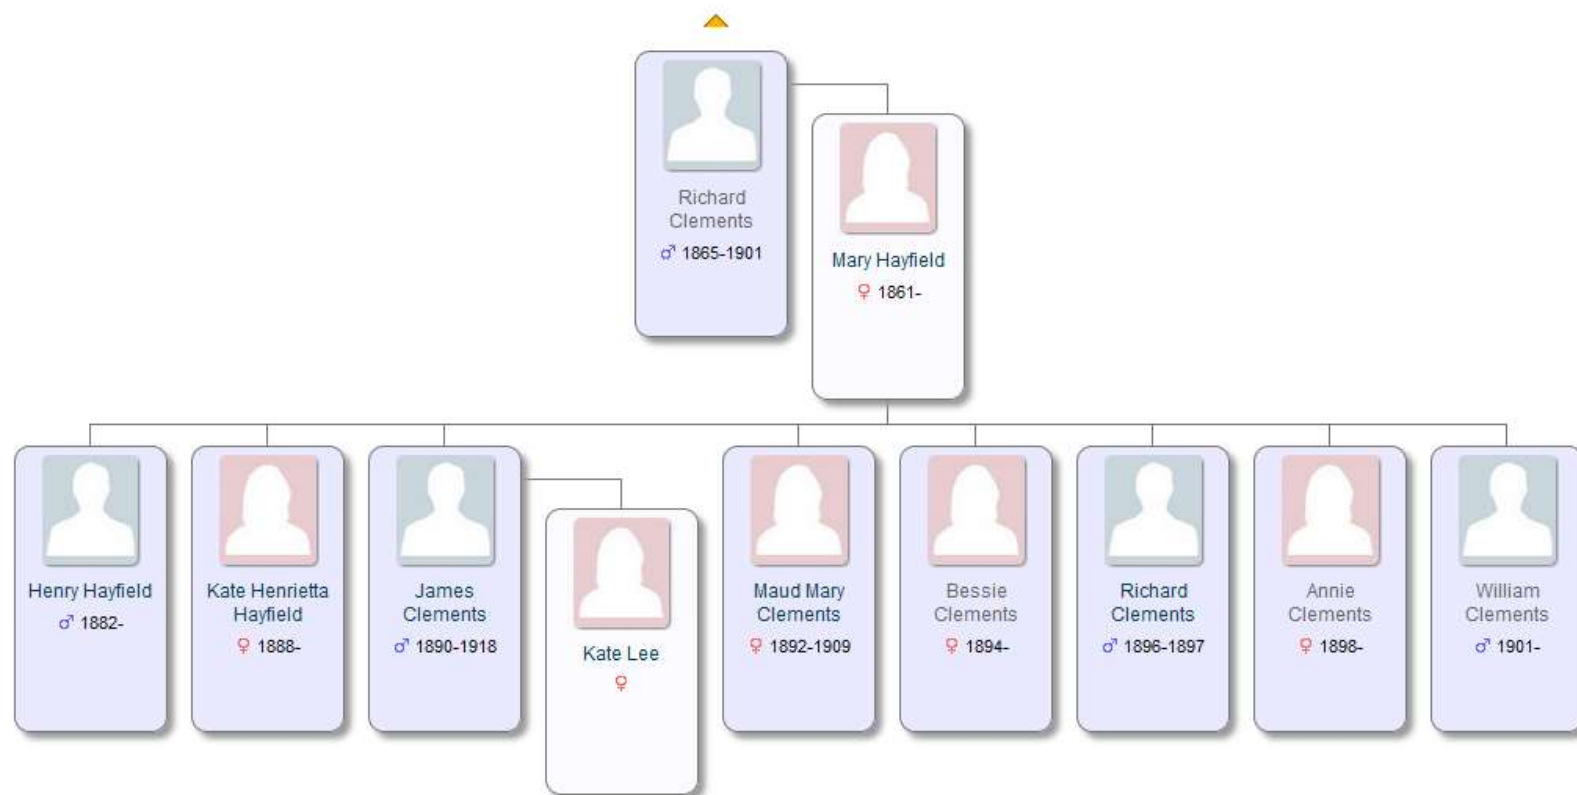 Richard
Clements
♂ 1865-1901
Mary Hayfield
♀ 1861-
Henry Hayfield
♂ 1882-
Kate Henrietta
Hayfield
♀ 1888-
James
Clements
♂ 1890-1918
Kate Lee
♀
Maud Mary
Clements
♀ 1892-1909
Bessie
Clements
♀ 1894-
Richard
Clements
♂ 1896-1897
Annie
Clements
♀ 1898-
William
Clements
♂ 1901-